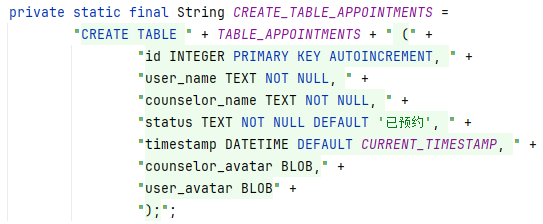 private static final String CREATE_TABLE_APPOINTMENTS =
"CREATE TABLE " + TABLE_APPOINTMENTS + " (" +
"id INTEGER PRIMARY KEY AUTOINCREMENT, " +
"user_name TEXT NOT NULL, " +
"counselor_name TEXT NOT NULL, " +
"status TEXT NOT NULL DEFAULT '已预约', " +
"timestamp DATETIME DEFAULT CURRENT_TIMESTAMP, " +
"counselor_avatar BLOB," +
"user_avatar BLOB" +
");";